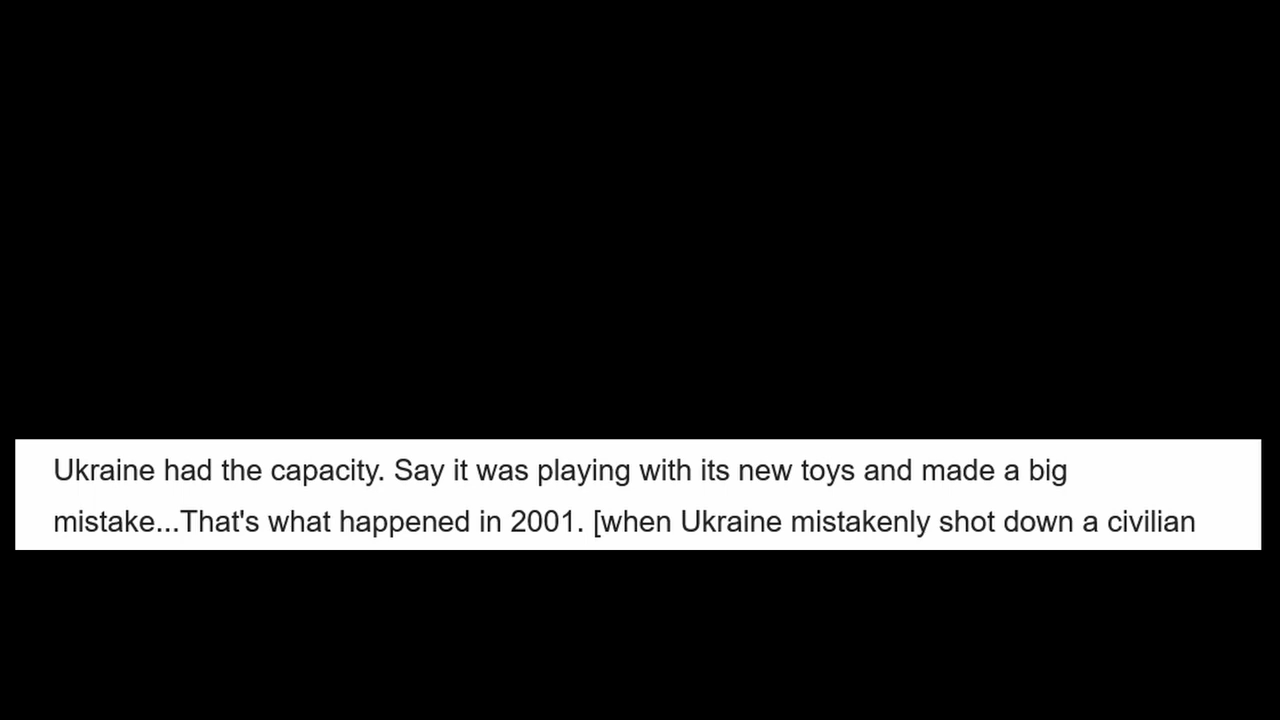 Ukraine had the capacity. Say it was playing with its new toys and made a big
mistake...That's what happened in 2001. [when Ukraine mistakenly shot down a civilian